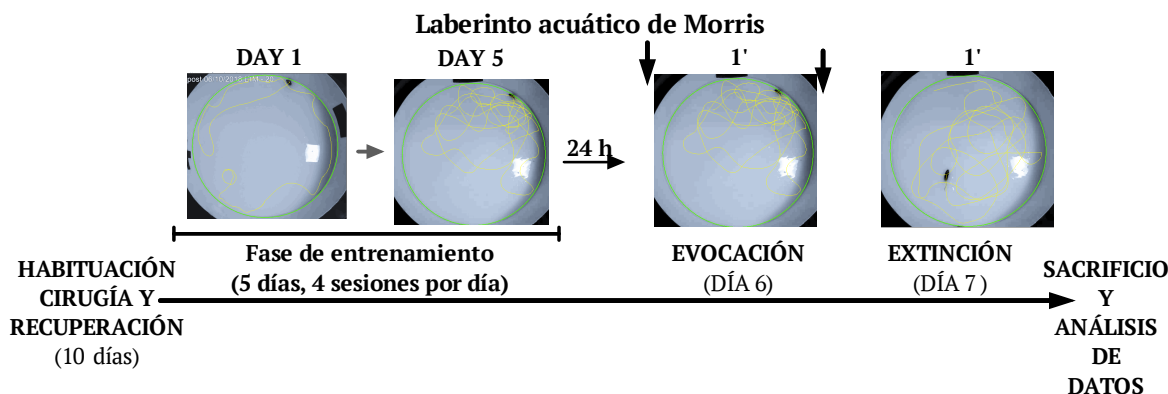 Laberinto acuático de Morris
DAY 1
DAY 5
1'
1'
24 h
Fase de entrenamiento
(5 días, 4 sesiones por día)
EVOCACIÓN
(DÍA 6)
EXTINCIÓN
(DÍA 7 )
HABITUACIÓN
CIRUGÍA Y
RECUPERACIÓN
(10 días)
SACRIFICIO
Y
ANÁLISIS
DE
DATOS